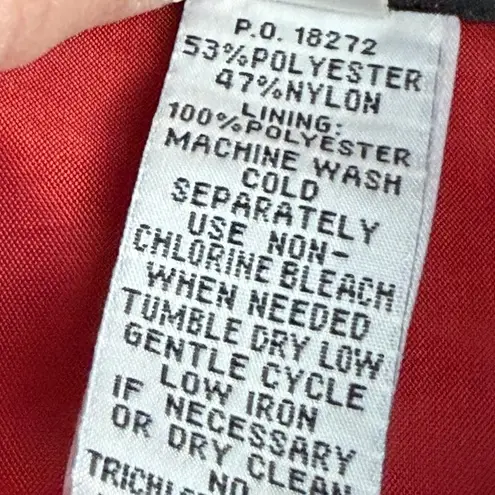 P.O. 18272
53%POLYESTER
47%NYLON
LINING:
100%POLYESTER
MACHINE WASH
COLD
SEPARATELY
USE NON-
CHLORINE BLEACH
WHEN NEEDED
TUMBLE DRY LOW
GENTLE CYCLE
LOW IRON
IF NECESSARY
OR DRY CLEAN
NO